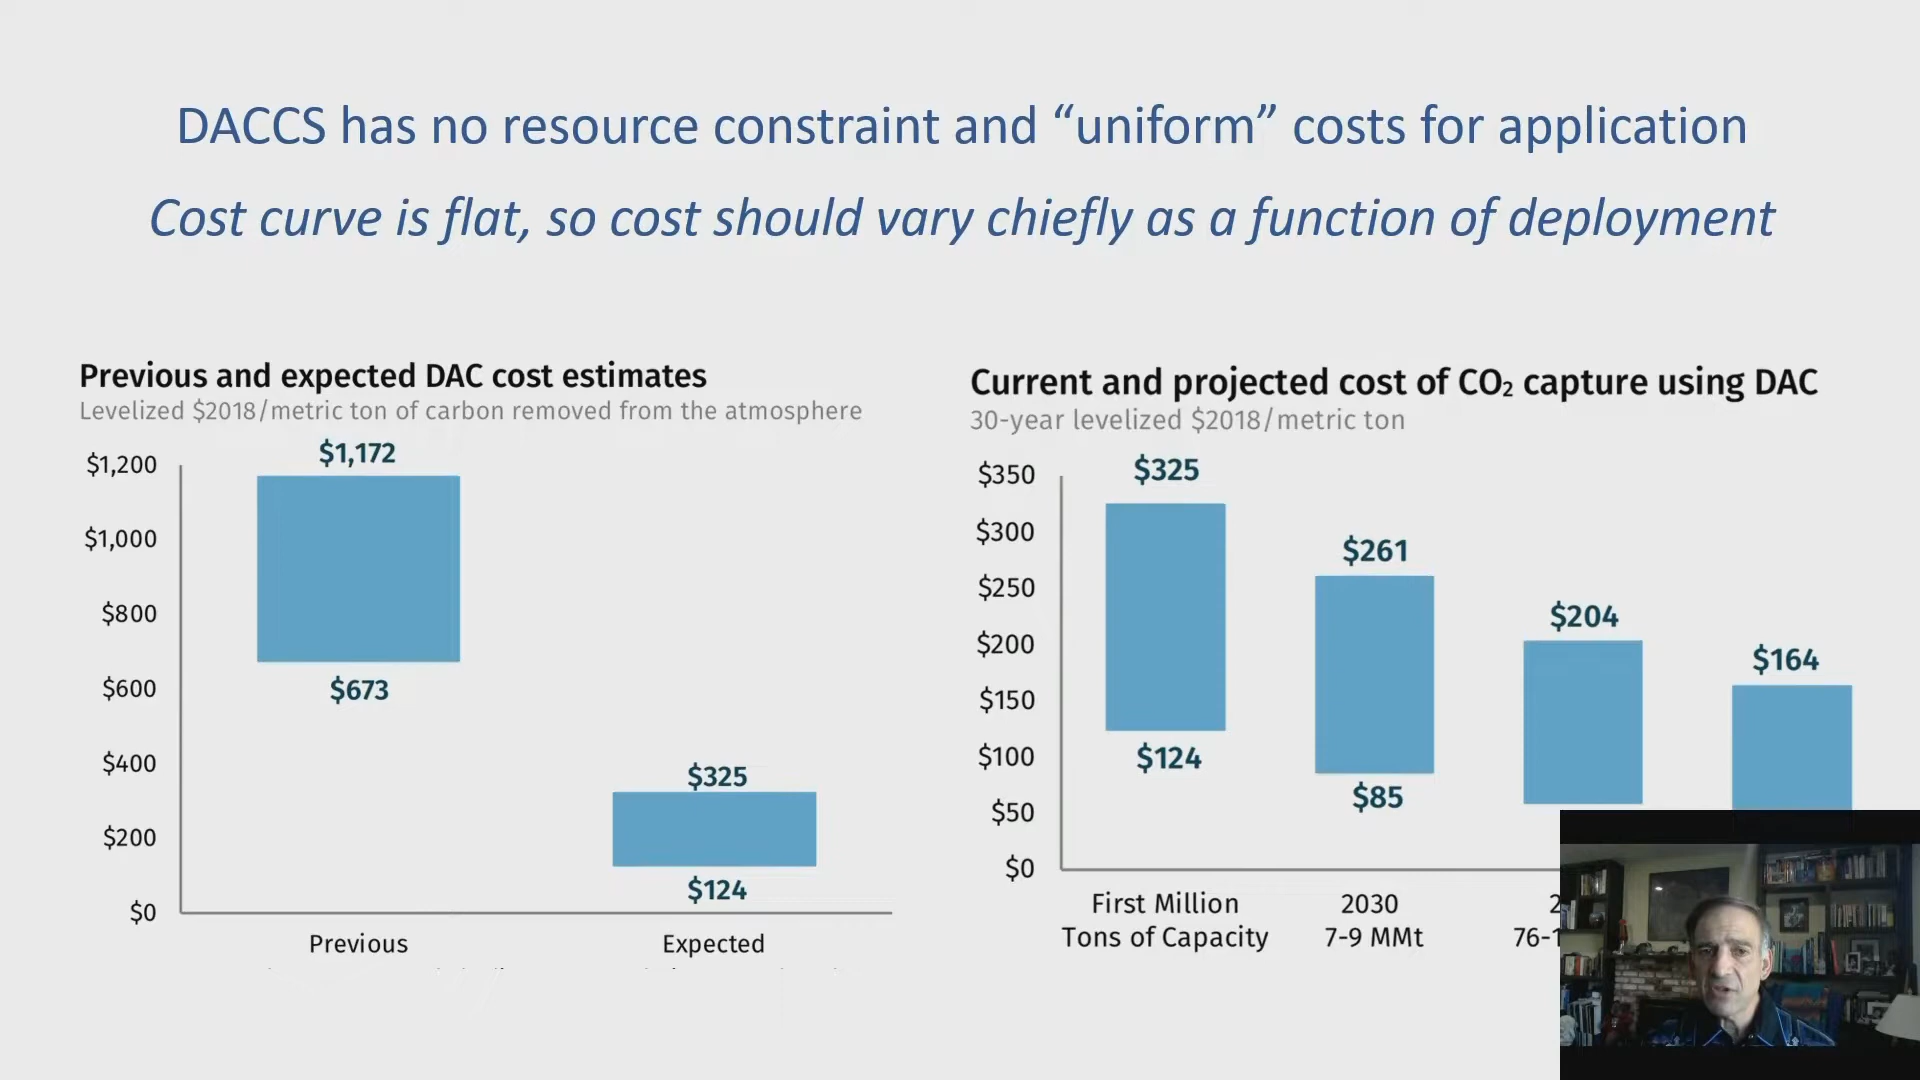 DACCS has no resource constraint and “uniform” costs for application
Cost curve is flat, so cost should vary chiefly as a function of deployment
Previous and expected DAC cost estimates
Levelized $2018/metric ton of carbon removed from the atmosphere
$1,200
$1,000
$800
$600
$400
$200
$0
$1,172
$673
$325
$124
Previous
Expected
Current and projected cost of CO₂ capture using DAC
30-year levelized $2018/metric ton
$350
$300
$250
$200
$150
$100
$50
$0
$325
$124
$261
$85
$204
$164
First Million
Tons of Capacity
2030
7-9 MMt